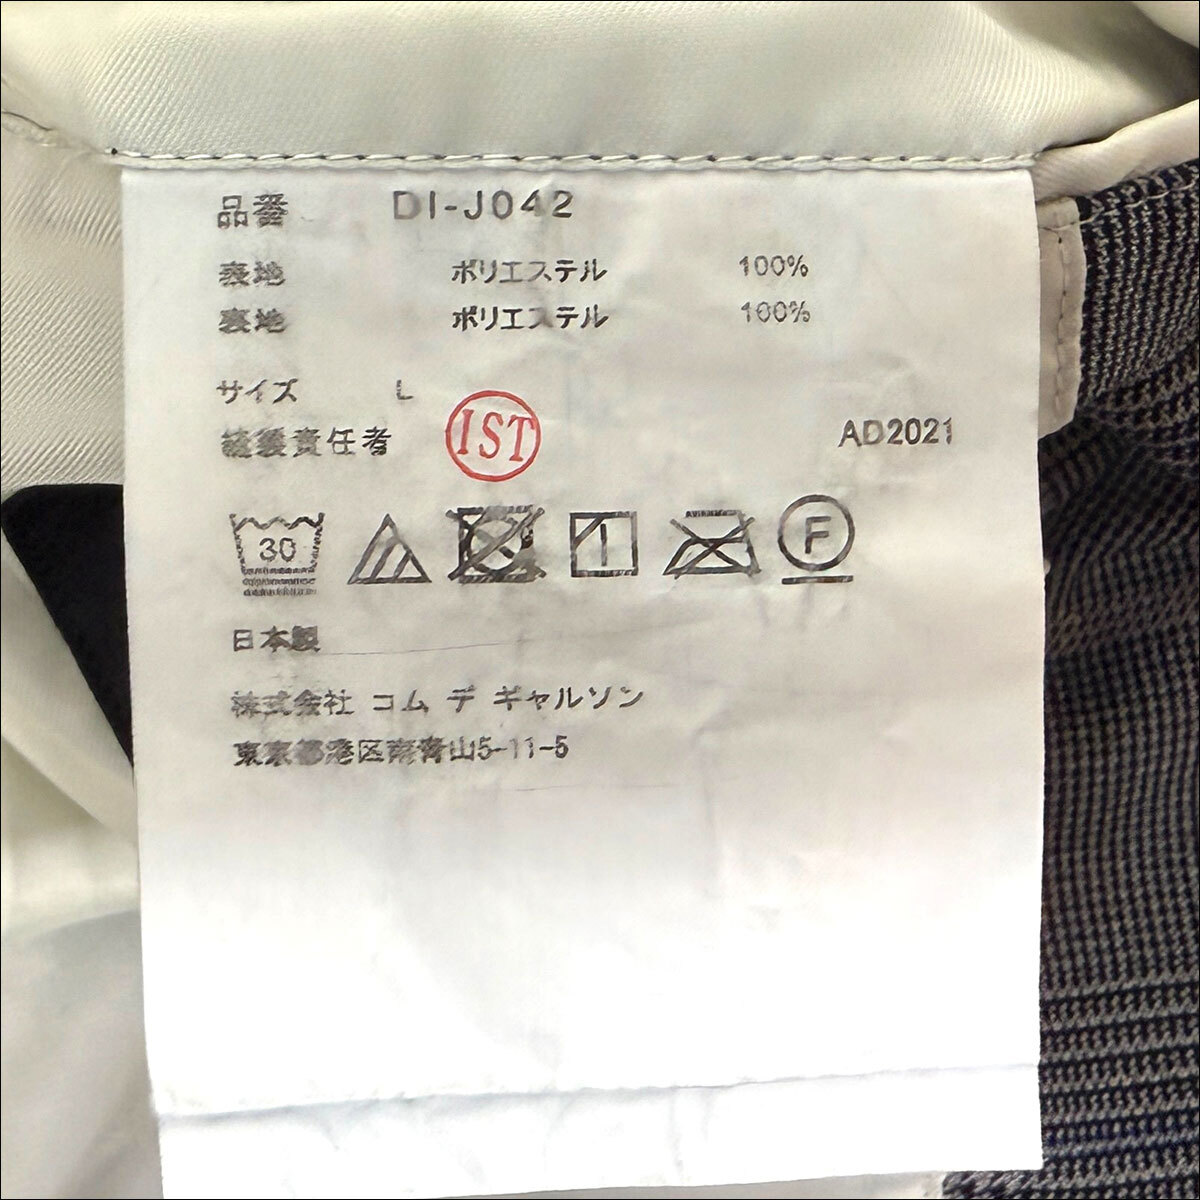 品番 DI-J042
表地 ポリエステル 100%
裏地 ポリエステル 100%
サイズ L
縫製責任者 IST AD2021
30 F
日本製
株式会社 コム デ ギャルソン
東京都港区南青山5-11-5